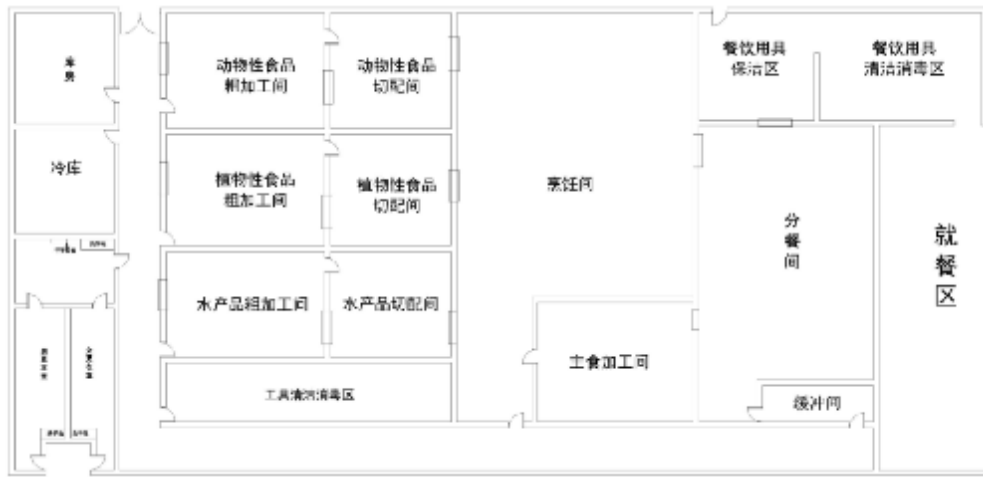 库房
动物性食品
粗加工间
动物性食品
切配间
餐饮用具
保洁区
餐饮用具
清洁消毒区
冷库
植物性食品
粗加工间
植物性食品
切配间
烹饪间
分餐间
就餐区
水产品粗加工间
水产品切配间
主食加工间
工具清洁消毒区
缓冲间